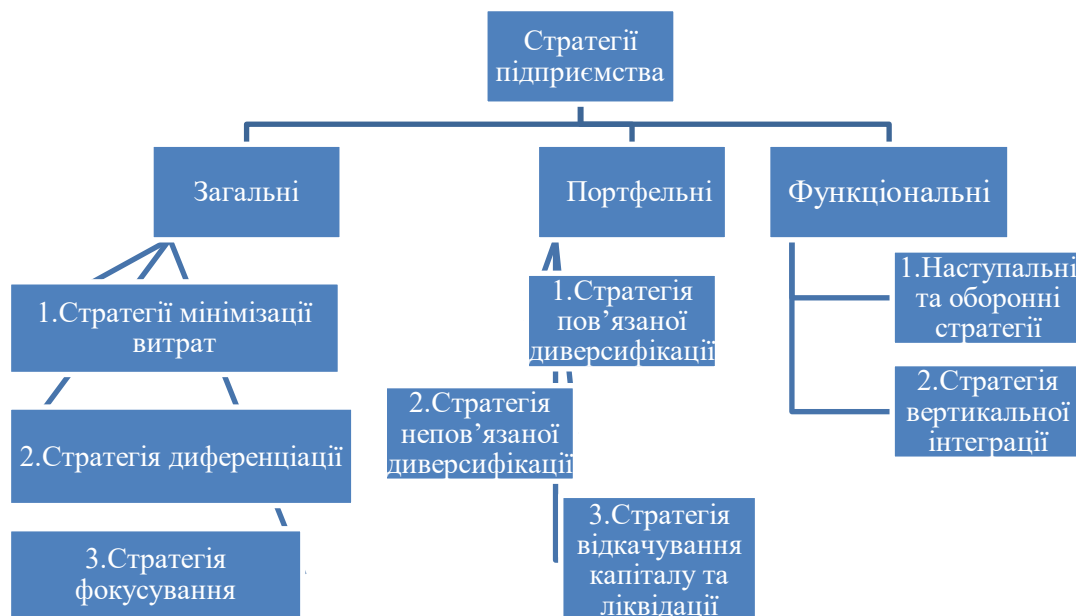 Стратегії
підприємства
Загальні
Портфельні
Функціональні
1.Стратегії мінімізації
витрат
2.Стратегія диференціації
3.Стратегія
фокусування
1.Стратегія
пов’язаної
диверсифікації
2.Стратегія
непов’язаної
диверсифікації
3.Стратегія
відкачування
капіталу та
ліквідації
1.Наступальні
та оборонні
стратегії
2.Стратегія
вертикальної
інтеграції